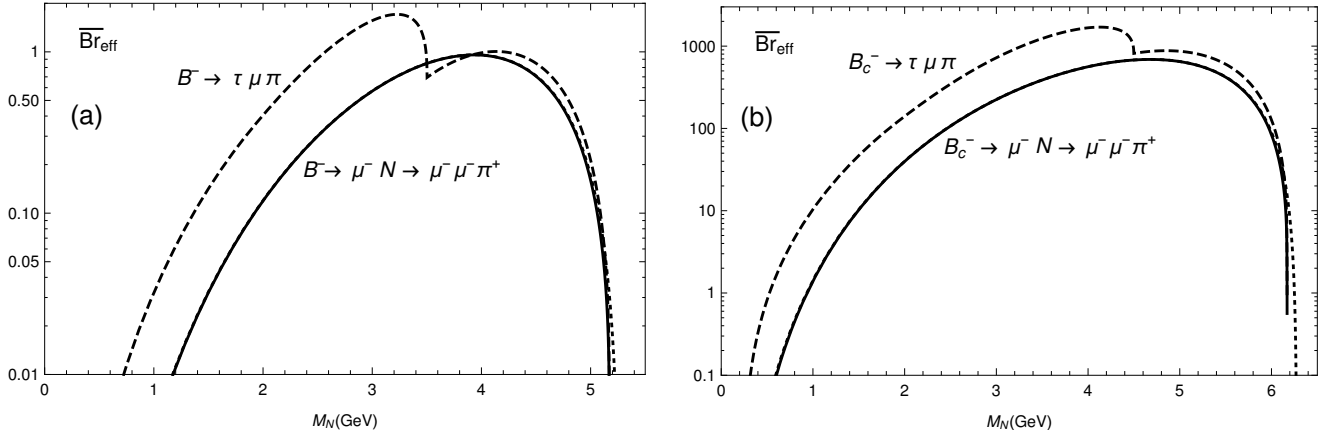 Br_eff
B⁻→ τ μ π
(a)
B⁻→ μ⁻ N → μ⁻ μ⁻ π⁺
1
0.50
0.10
0.05
0.01
0 1 2 3 4 5
M_N(GeV)
Br_eff
B_c⁻→ τ μ π
(b)
B_c⁻→ μ⁻ N → μ⁻ μ⁻ π⁺
1000
100
10
1
0.1
0 1 2 3 4 5 6
M_N(GeV)